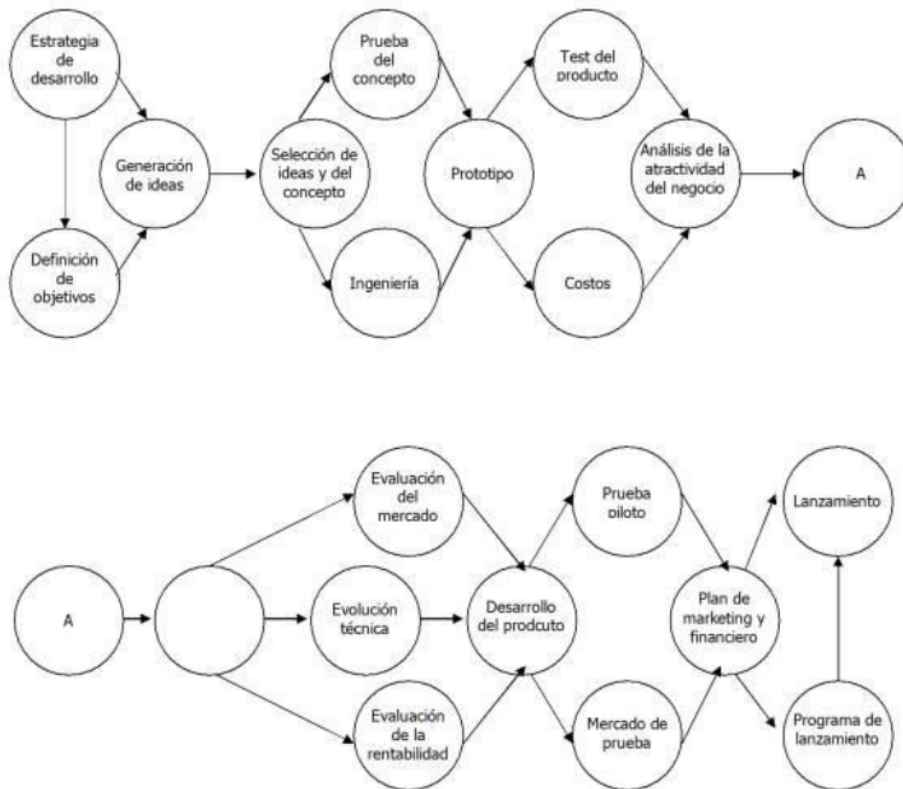 Estrategia
de
desarrollo
Prueba
del
concepto
Test del
producto
Generación
de ideas
Selección de
ideas y del
concepto
Prototipo
Análisis de la
atractividad
del negocio
A
Definición
de
objetivos
Ingeniería
Costos
Evaluación
del
mercado
Prueba
piloto
Lanzamiento
A
Evolución
técnica
Desarrollo
del prodcuto
Plan de
marketing y
financiero
Evaluación
de la
rentabilidad
Mercado de
prueba
Programa de
lanzamiento